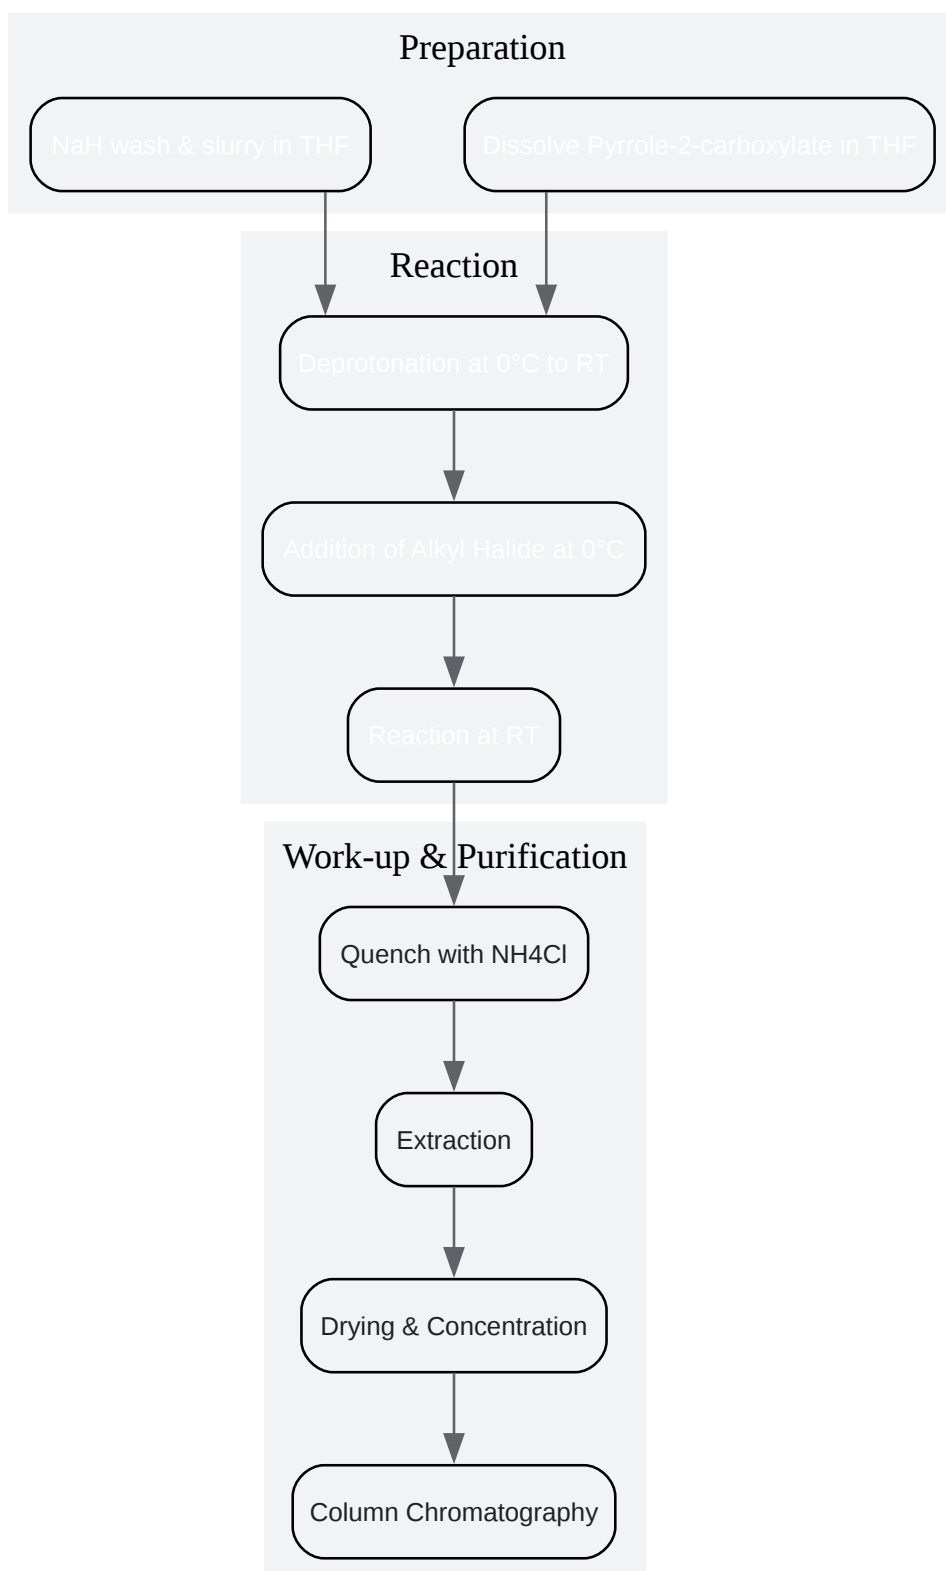 Preparation
NaH wash & slurry in THF
Dissolve Pyrrole-2-carboxylate in THF
Reaction
Deprotonation at 0°C to RT
Addition of Alkyl Halide at 0°C
Reaction at RT
Work-up & Purification
Quench with NH4Cl
Extraction
Drying & Concentration
Column Chromatography